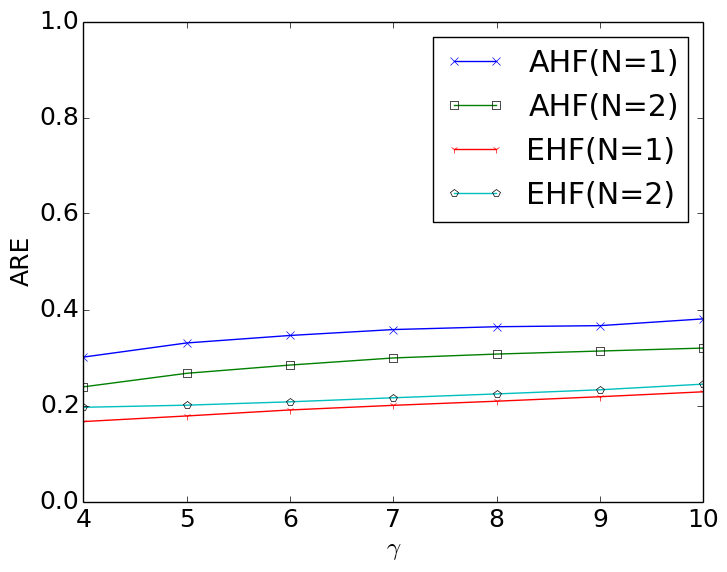 1.0
0.8
0.6
0.4
0.2
0.0
ARE
4 5 6 7 8 9 10
γ
AHF(N=1)
AHF(N=2)
EHF(N=1)
EHF(N=2)